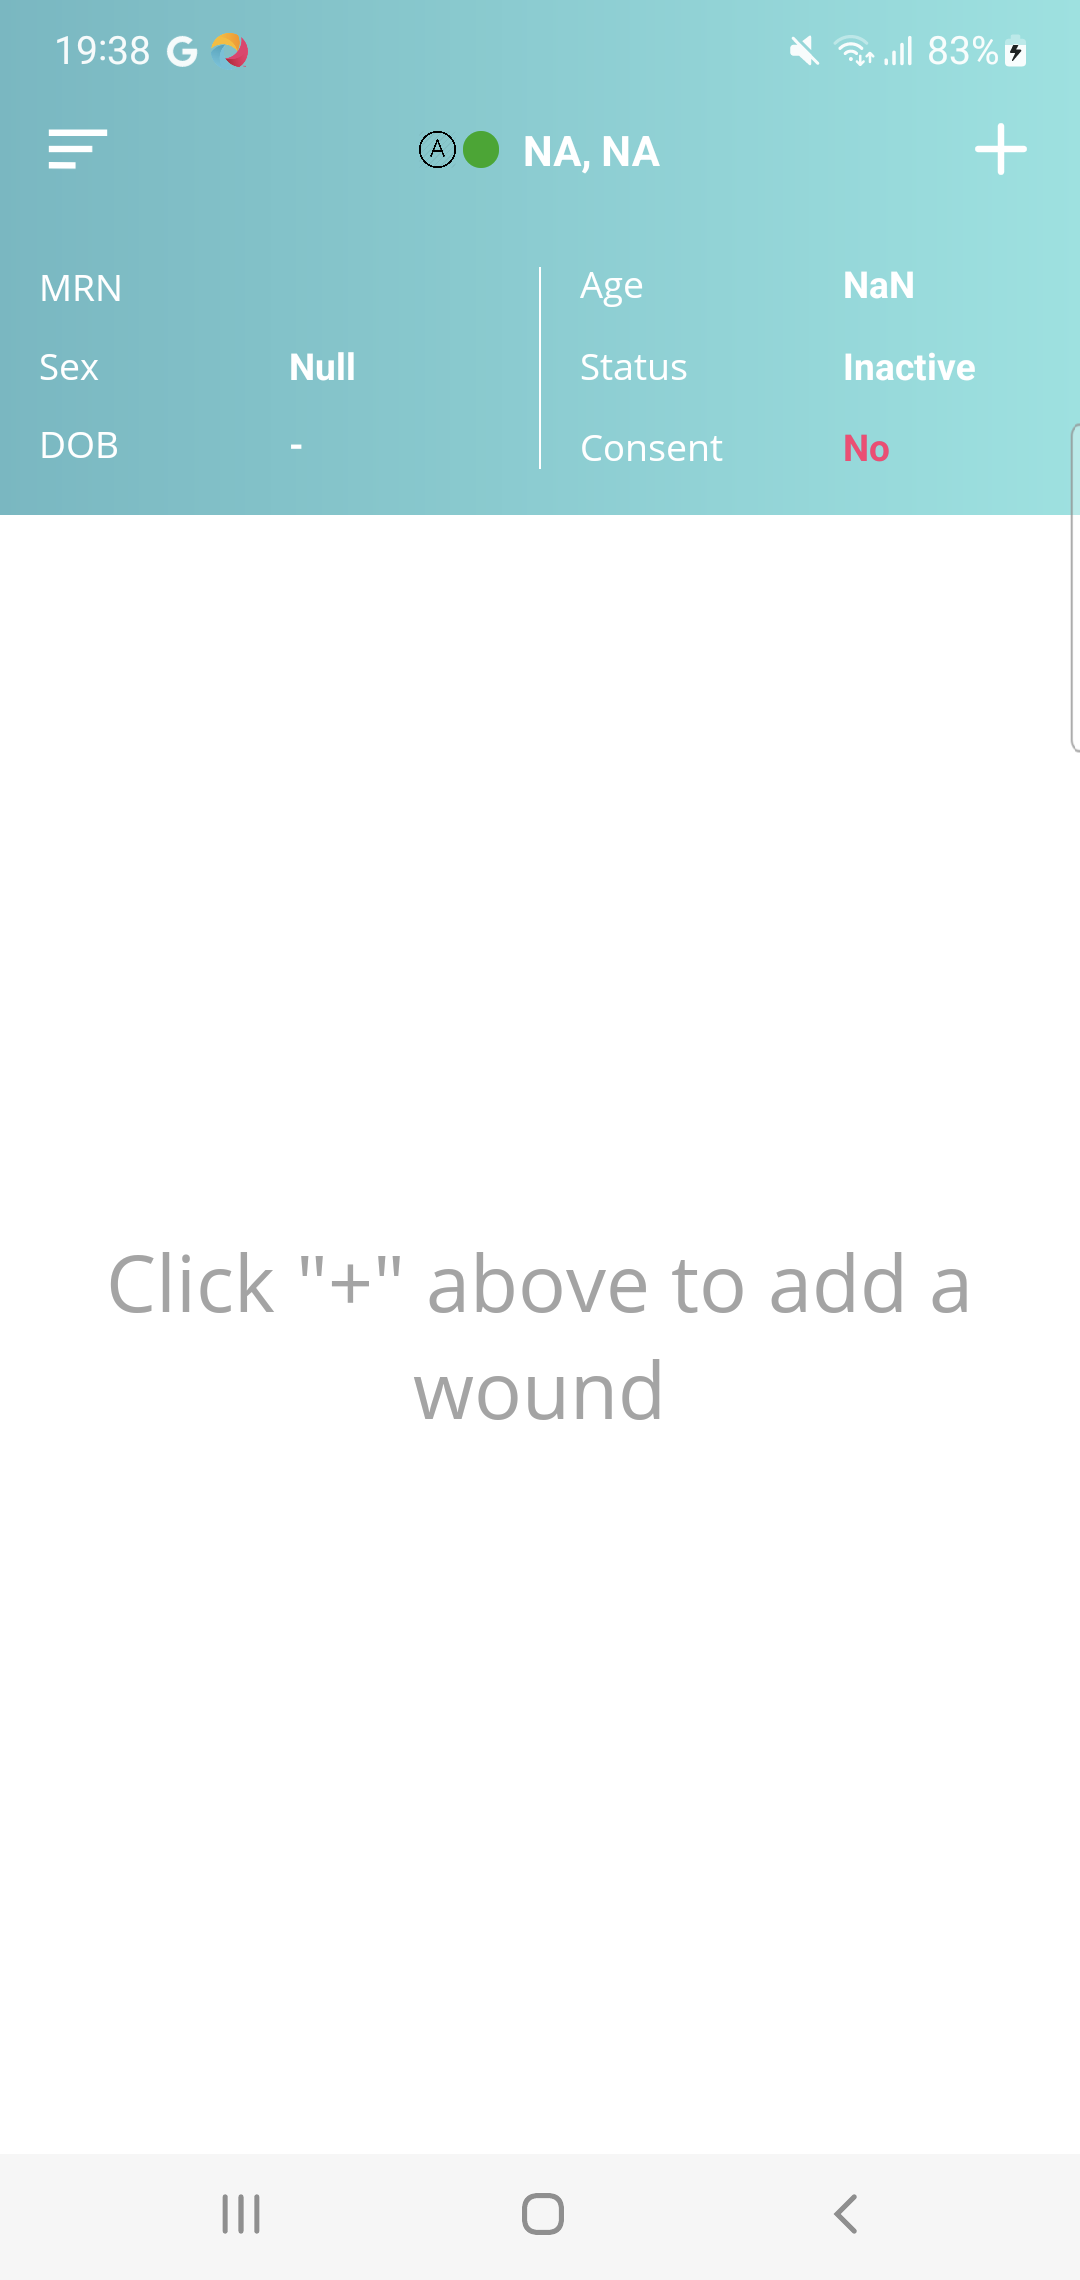 19:38 G 83%
A NA, NA
MRN
Sex Null
DOB -
Age NaN
Status Inactive
Consent No
Click "+" above to add a
wound